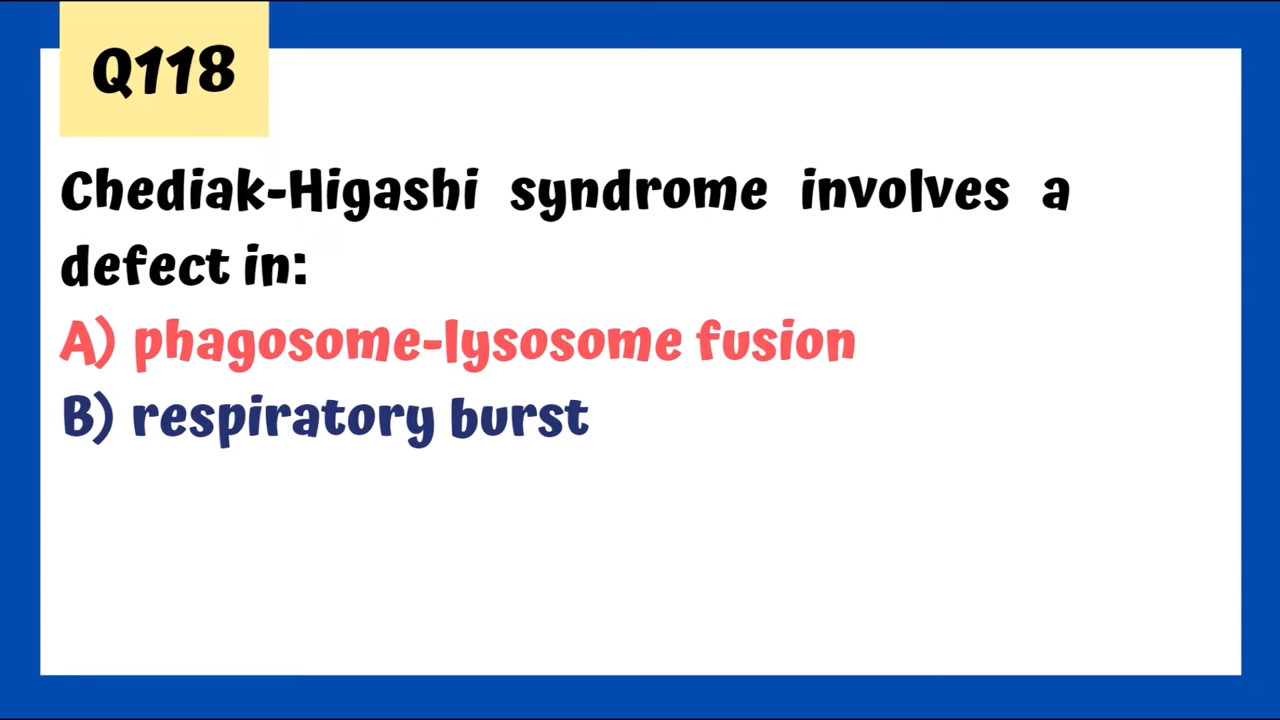 Q118
Chediak-Higashi syndrome involves a
defect in:
A) phagosome-lysosome fusion
B) respiratory burst